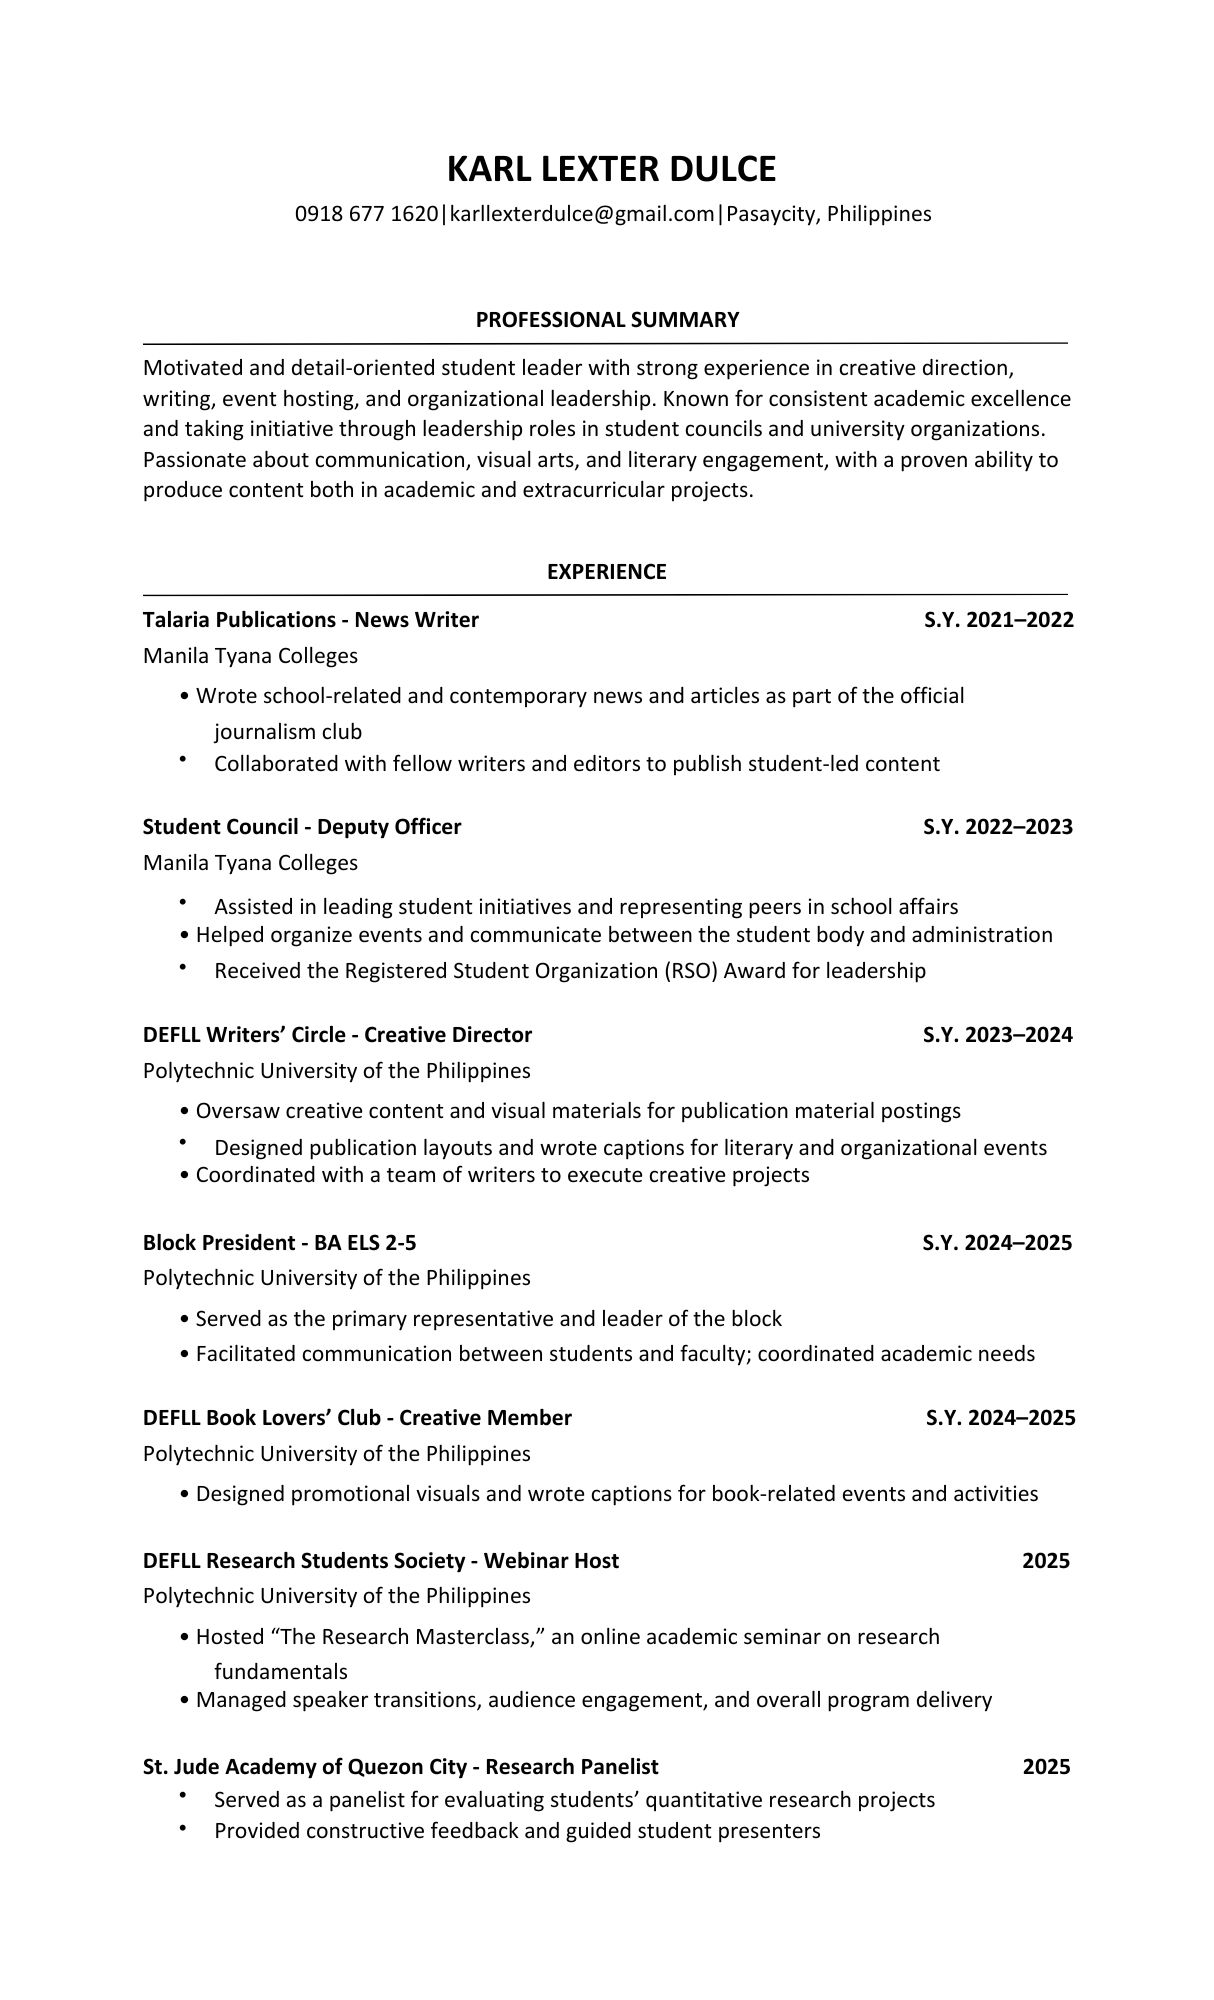 KARL LEXTER DULCE
0918 677 1620|karllexterdulce@gmail.com|Pasaycity, Philippines
PROFESSIONAL SUMMARY
Motivated and detail-oriented student leader with strong experience in creative direction,
writing, event hosting, and organizational leadership. Known for consistent academic excellence
and taking initiative through leadership roles in student councils and university organizations.
Passionate about communication, visual arts, and literary engagement, with a proven ability to
produce content both in academic and extracurricular projects.
EXPERIENCE
Talaria Publications - News Writer S.Y. 2021–2022
Manila Tyana Colleges
• Wrote school-related and contemporary news and articles as part of the official
journalism club
• Collaborated with fellow writers and editors to publish student-led content
Student Council - Deputy Officer S.Y. 2022–2023
Manila Tyana Colleges
• Assisted in leading student initiatives and representing peers in school affairs
• Helped organize events and communicate between the student body and administration
• Received the Registered Student Organization (RSO) Award for leadership
DEFLL Writers’ Circle - Creative Director S.Y. 2023–2024
Polytechnic University of the Philippines
• Oversaw creative content and visual materials for publication material postings
• Designed publication layouts and wrote captions for literary and organizational events
• Coordinated with a team of writers to execute creative projects
Block President - BA ELS 2-5 S.Y. 2024–2025
Polytechnic University of the Philippines
• Served as the primary representative and leader of the block
• Facilitated communication between students and faculty; coordinated academic needs
DEFLL Book Lovers’ Club - Creative Member S.Y. 2024–2025
Polytechnic University of the Philippines
• Designed promotional visuals and wrote captions for book-related events and activities
DEFLL Research Students Society - Webinar Host 2025
Polytechnic University of the Philippines
• Hosted “The Research Masterclass,” an online academic seminar on research
fundamentals
• Managed speaker transitions, audience engagement, and overall program delivery
St. Jude Academy of Quezon City - Research Panelist 2025
• Served as a panelist for evaluating students’ quantitative research projects
• Provided constructive feedback and guided student presenters